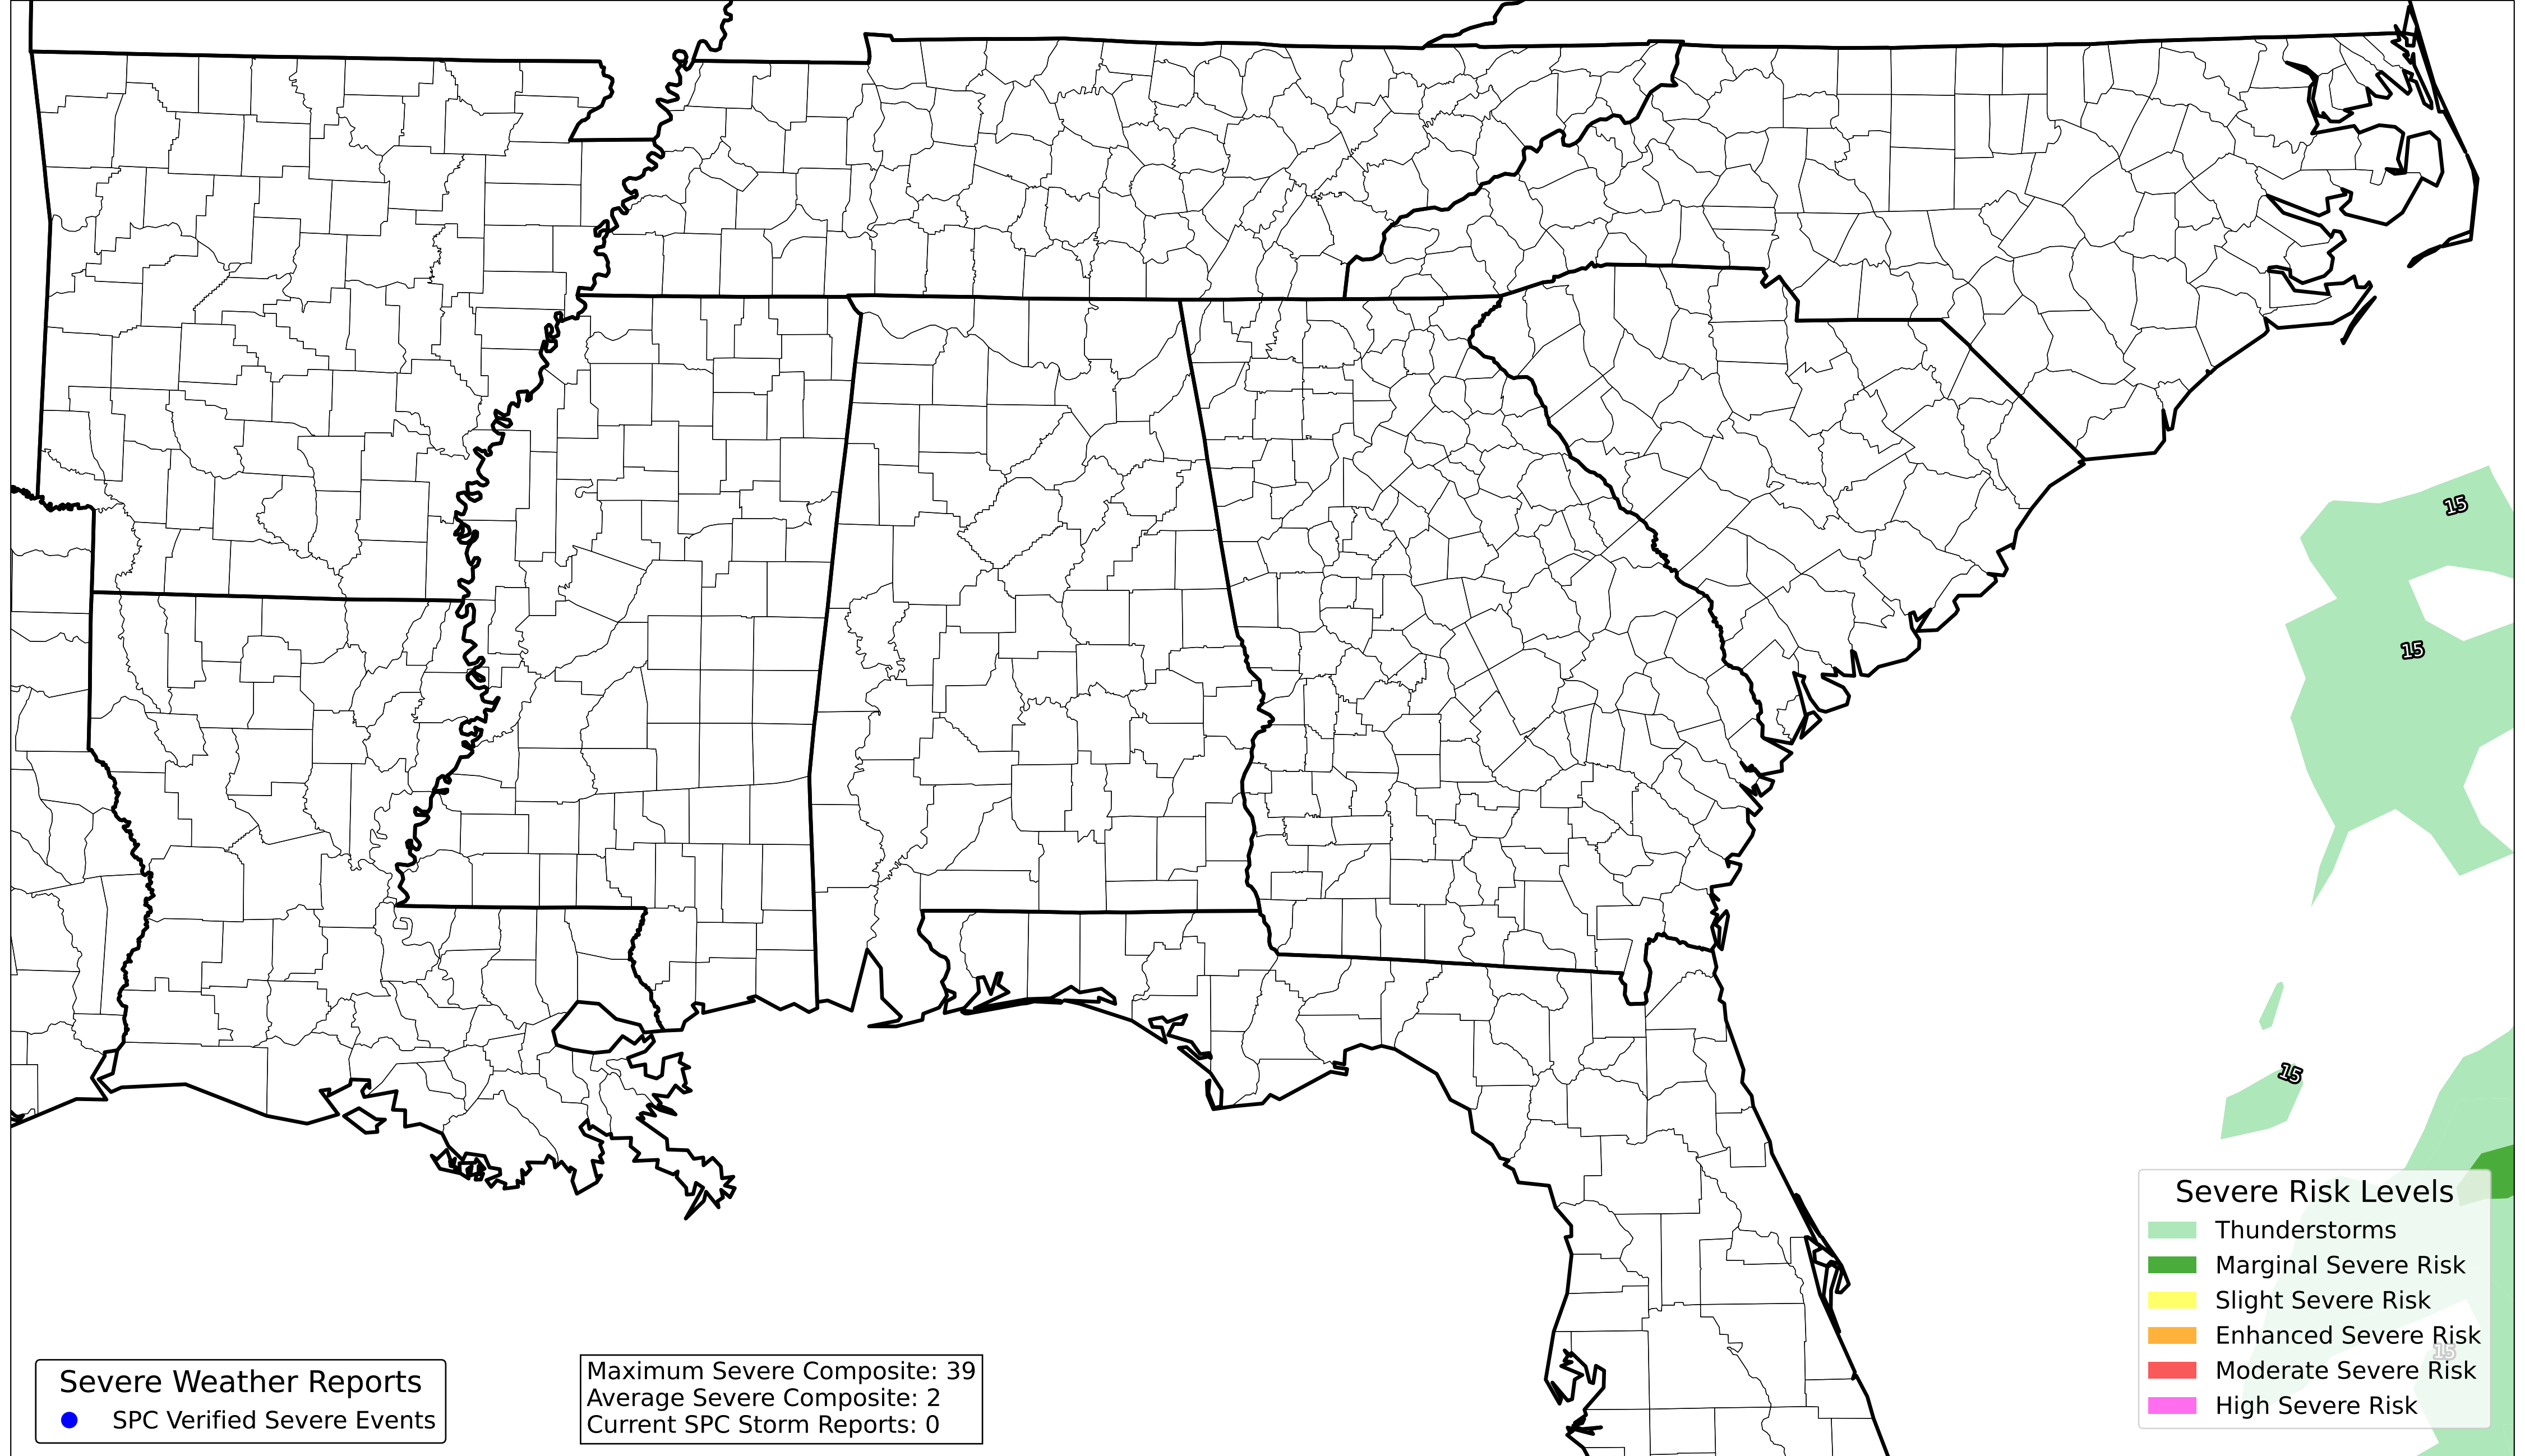 15
15
15
Severe Risk Levels
Thunderstorms
Marginal Severe Risk
Slight Severe Risk
Enhanced Severe Risk
15
Moderate Severe Risk
High Severe Risk
Severe Weather Reports
SPC Verified Severe Events
Maximum Severe Composite: 39
Average Severe Composite: 2
Current SPC Storm Reports: 0